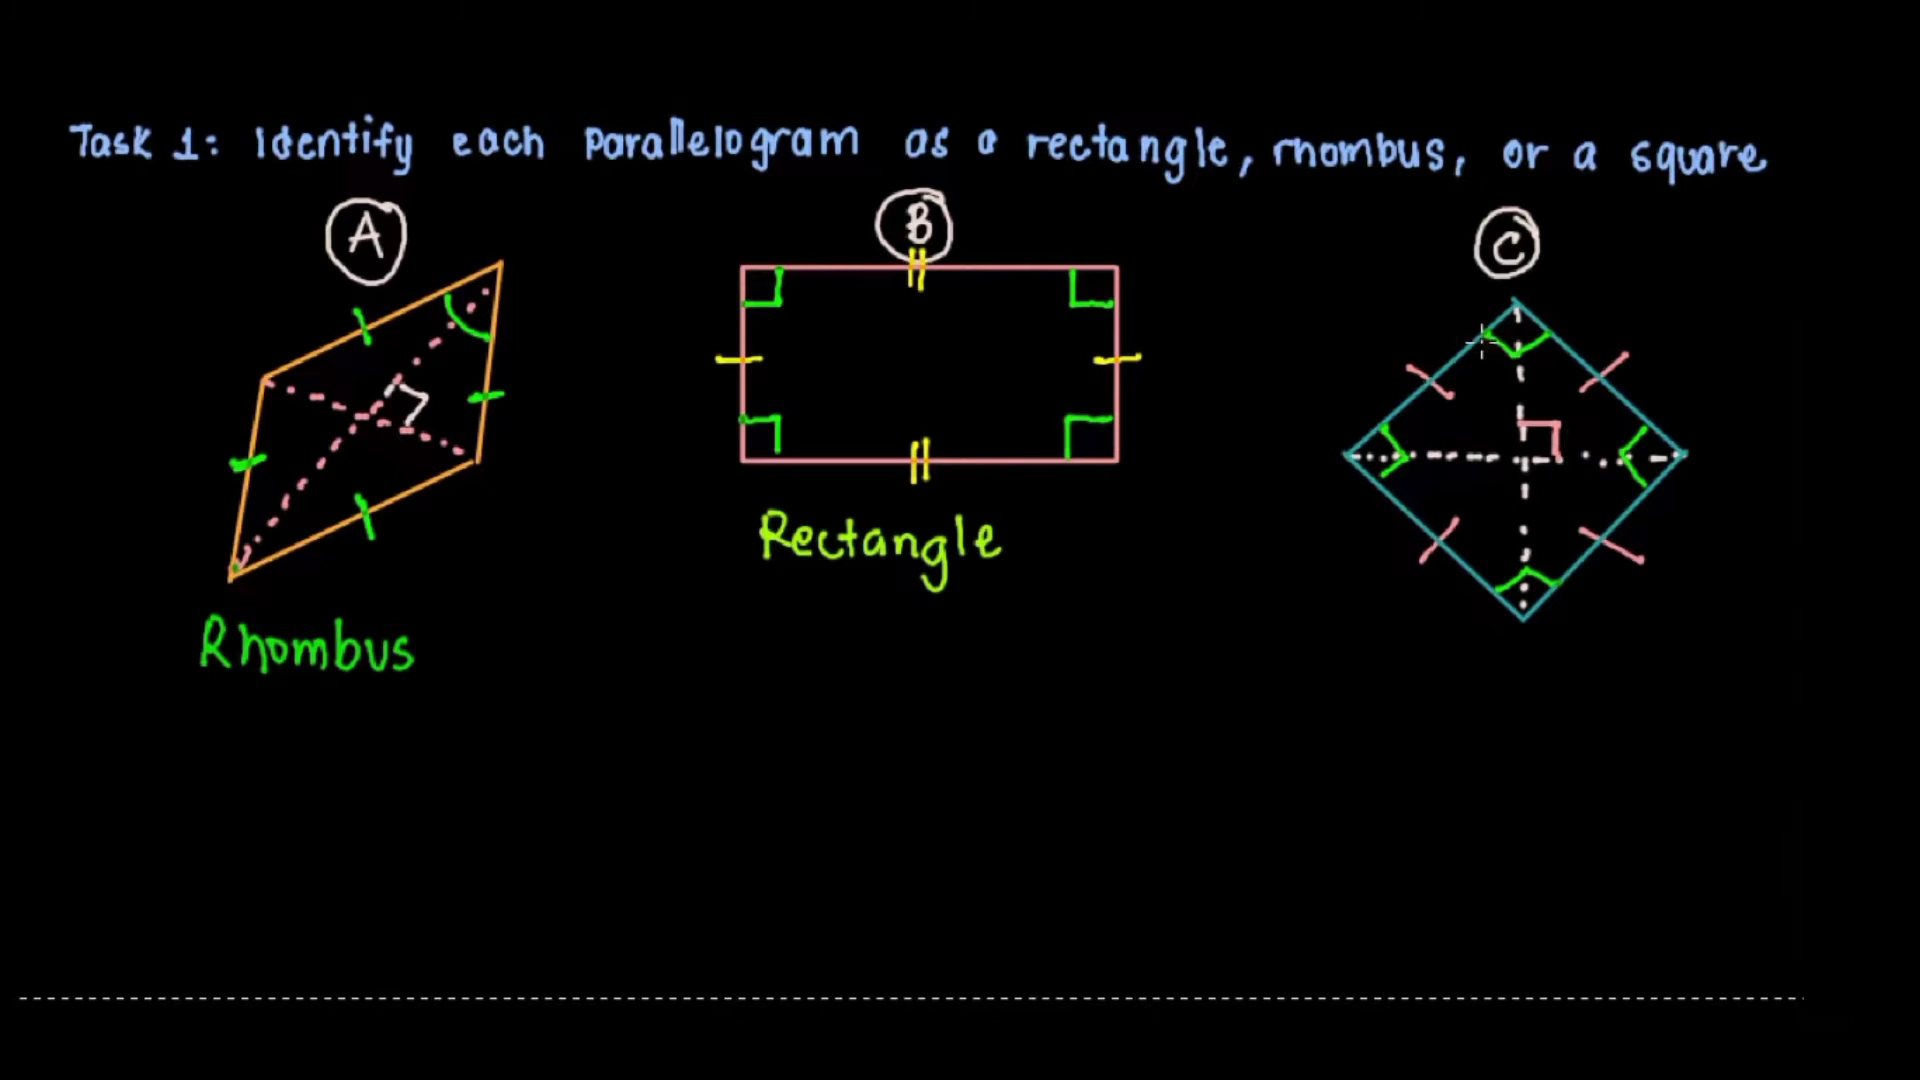 Task 1: Identify each parallelogram as a rectangle, rhombus, or a square
A
B
C
Rectangle
Rhombus